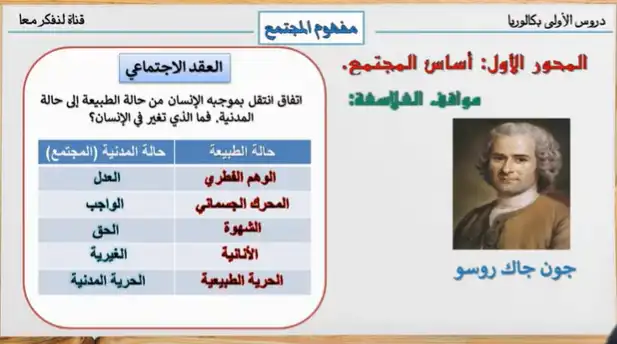 دروس الأولى بكالوريا
قناة لنفكر معا
مفهوم المجتمع
المحور الأول: أساس المجتمع.
مواقف الفلاسفة:
جون جاك روسو
العقد الاجتماعي
اتفاق انتقل بموجبه الإنسان من حالة الطبيعة إلى حالة
المدنية. فما الذي تغير في الإنسان؟
حالة الطبيعة حالة المدنية (المجتمع)
الوهم الفطري العدل
المحرك الجسماني الواجب
الشهوة الحق
الأنانية الغيرية
الحرية الطبيعية الحرية المدنية